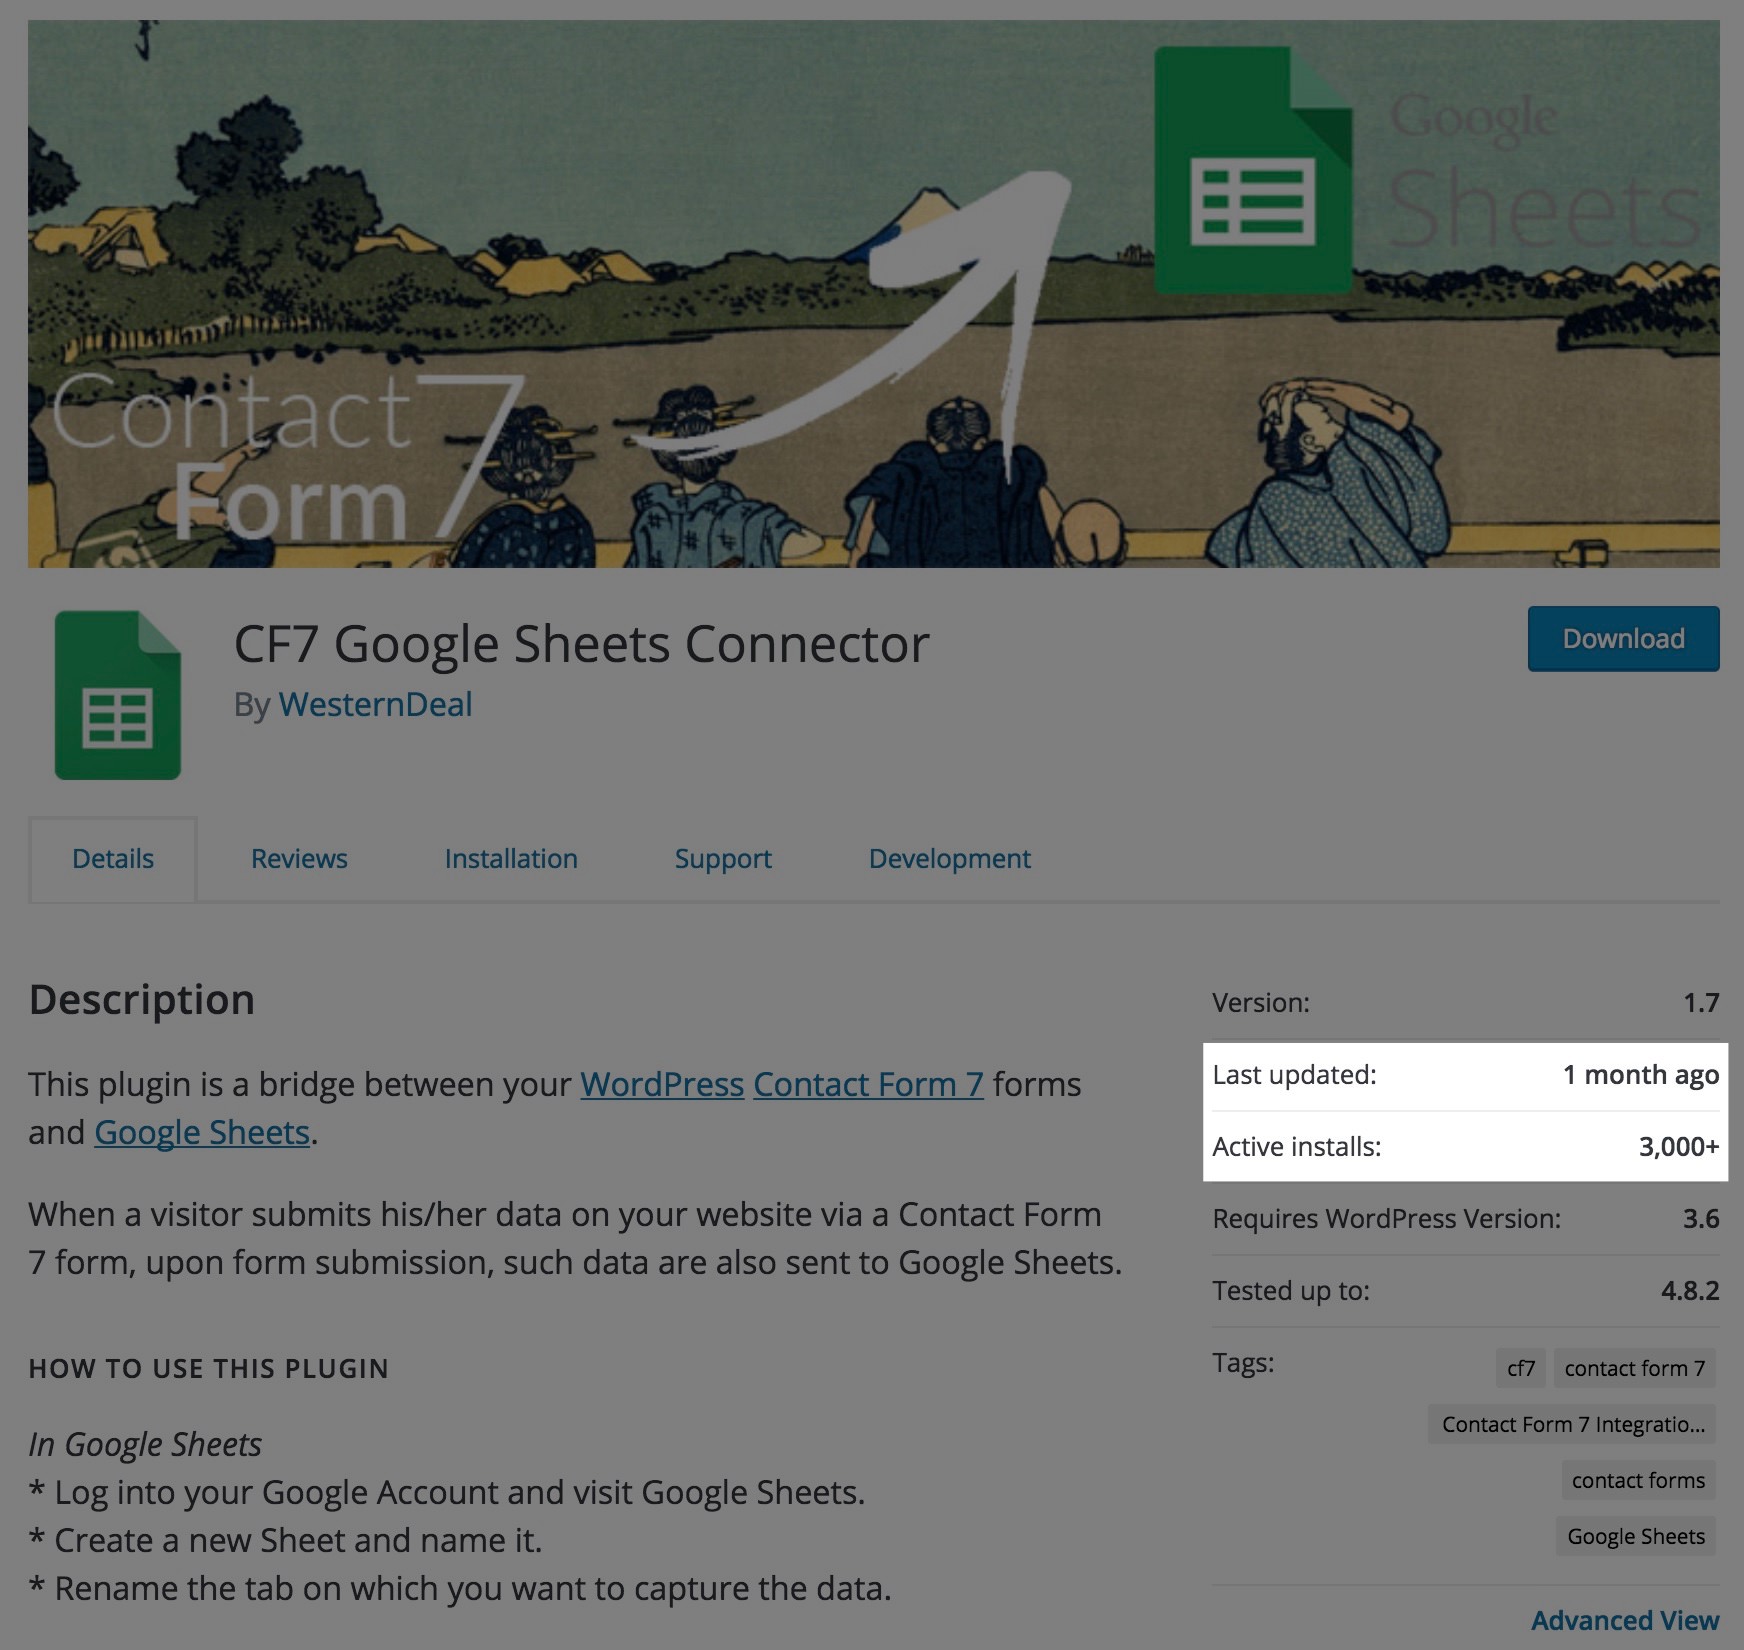 Google
Sheets
Contact 7
Form
CF7 Google Sheets Connector
By WesternDeal
Download
Details
Reviews
Installation
Support
Development
Description
This plugin is a bridge between your WordPress Contact Form 7 forms
and Google Sheets.
When a visitor submits his/her data on your website via a Contact Form
7 form, upon form submission, such data are also sent to Google Sheets.
HOW TO USE THIS PLUGIN
In Google Sheets
* Log into your Google Account and visit Google Sheets.
* Create a new Sheet and name it.
* Rename the tab on which you want to capture the data.
Version: 1.7
Last updated: 1 month ago
Active installs: 3,000+
Requires WordPress Version: 3.6
Tested up to: 4.8.2
Tags: cf7 contact form 7
Contact Form 7 Integratio...
contact forms
Google Sheets
Advanced View